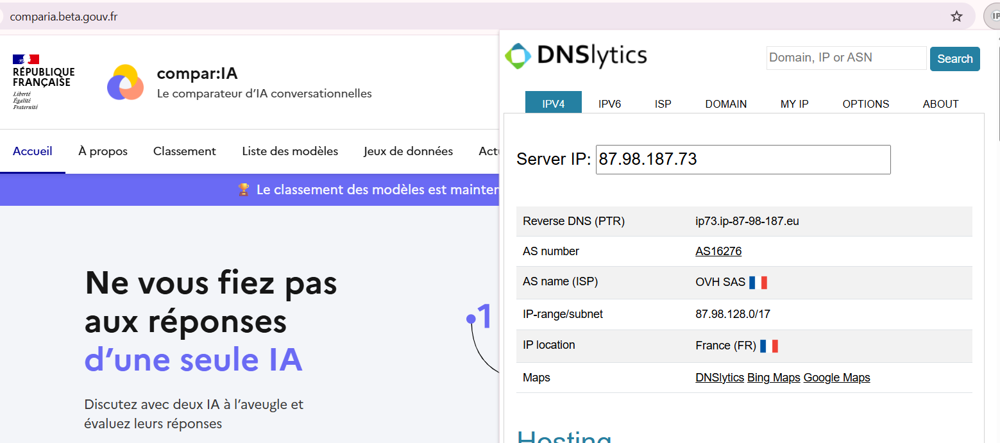 comparia.beta.gouv.fr
IP
RÉPUBLIQUE
FRANÇAISE
Liberté
Égalité
Fraternité
compar:IA
Le comparateur d’IA conversationnelles
Accueil À propos Classement Liste des modèles Jeux de données
🏆 Le classement des modèles est mainten
Ne vous fiez pas
aux réponses
d’une seule IA
Discutez avec deux IA à l’aveugle et
évaluez leurs réponses
1
DNSlytics
Domain, IP or ASN Search
IPV4 IPV6 ISP DOMAIN MY IP OPTIONS ABOUT
Server IP: 87.98.187.73
Reverse DNS (PTR) ip73.ip-87-98-187.eu
AS number AS16276
AS name (ISP) OVH SAS
IP-range/subnet 87.98.128.0/17
IP location France (FR)
Maps DNSlytics Bing Maps Google Maps
Hosting